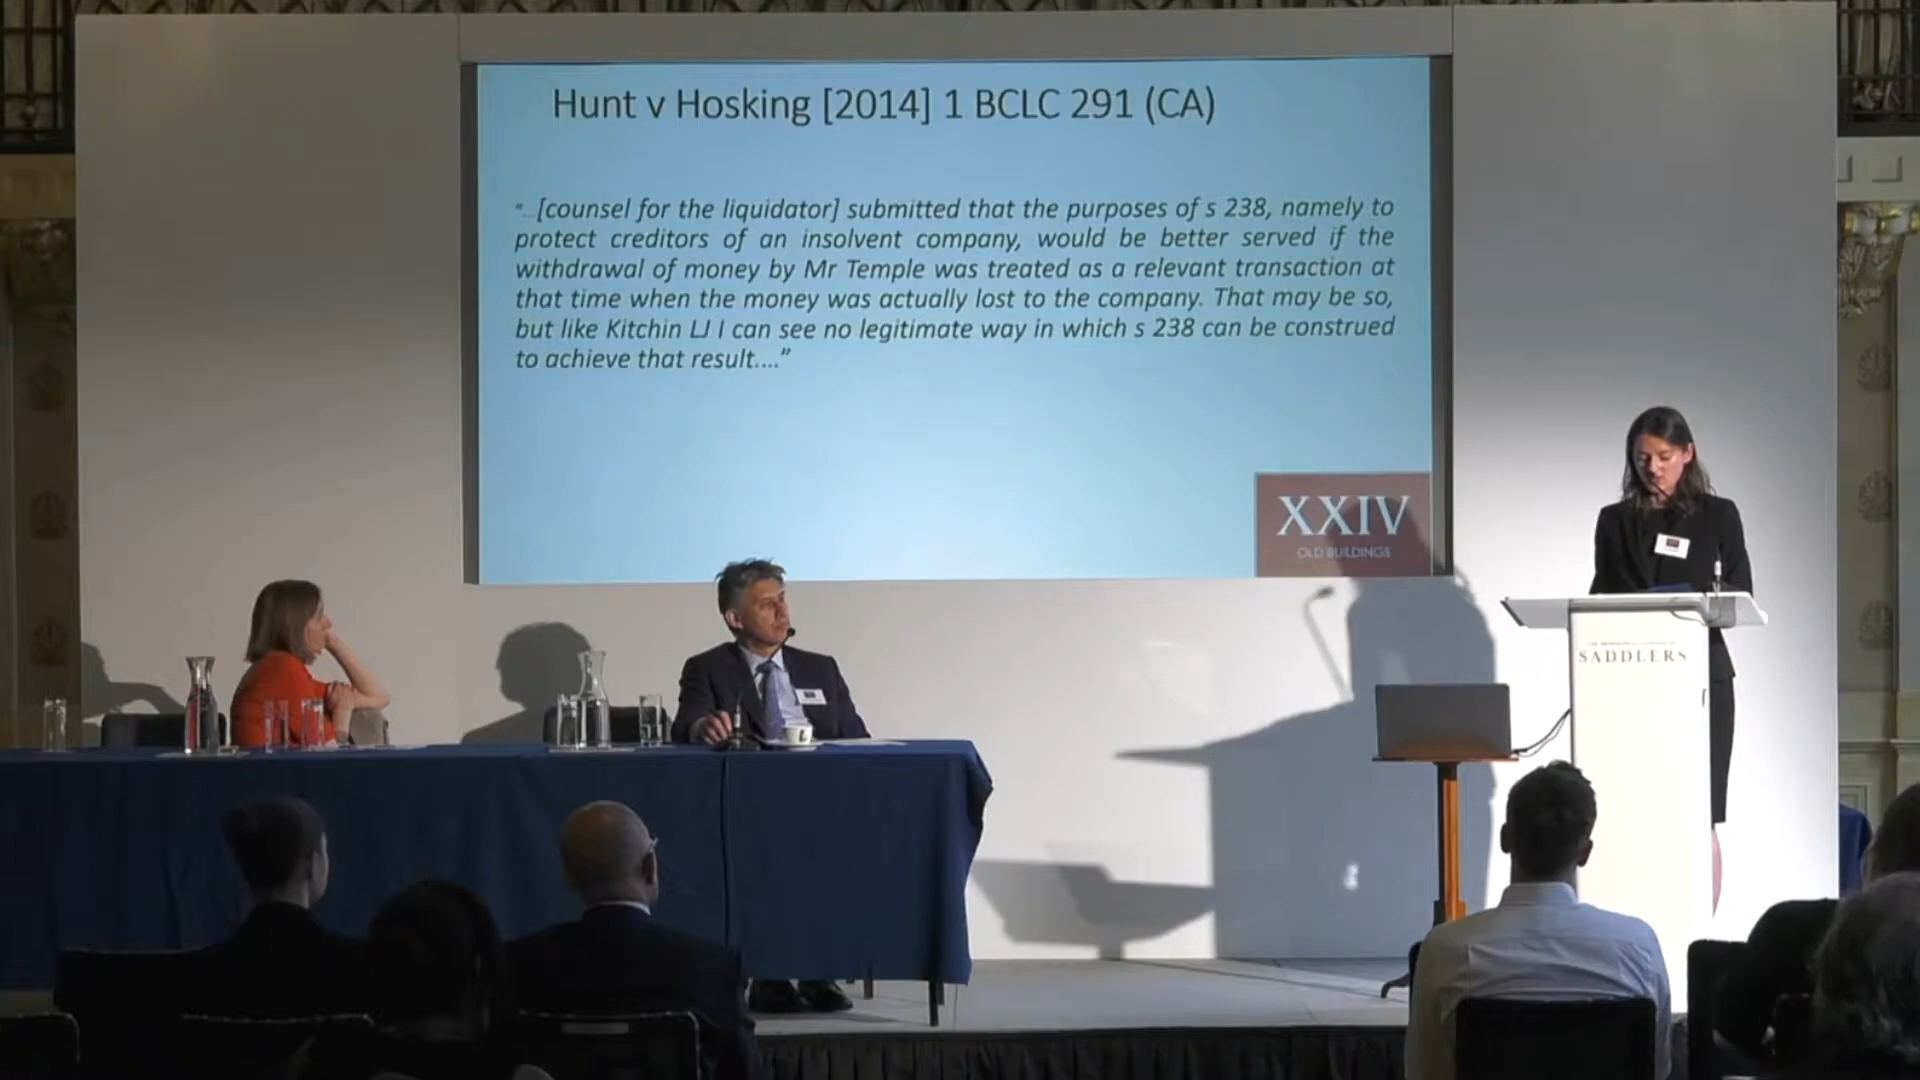 Hunt v Hosking [2014] 1 BCLC 291 (CA)
“...[counsel for the liquidator] submitted that the purposes of s 238, namely to
protect creditors of an insolvent company, would be better served if the
withdrawal of money by Mr Temple was treated as a relevant transaction at
that time when the money was actually lost to the company. That may be so,
but like Kitchin LJ I can see no legitimate way in which s 238 can be construed
to achieve that result....”
XXIV
OLD BUILDINGS
SADDLERS